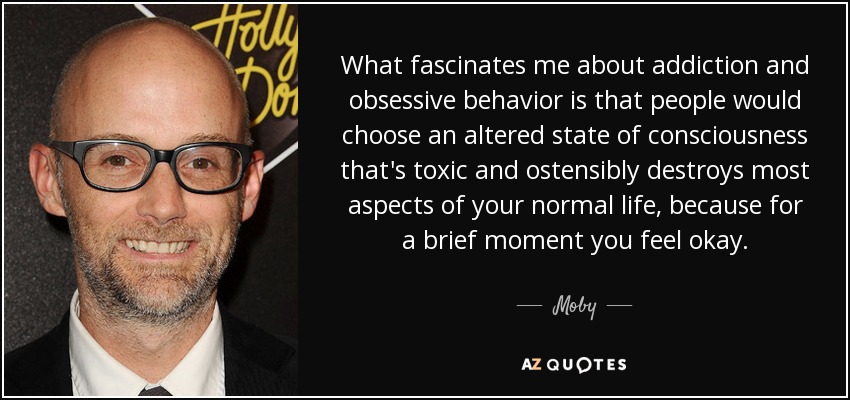 Holly
Do
What fascinates me about addiction and
obsessive behavior is that people would
choose an altered state of consciousness
that's toxic and ostensibly destroys most
aspects of your normal life, because for
a brief moment you feel okay.
Moby
AZ QUOTES